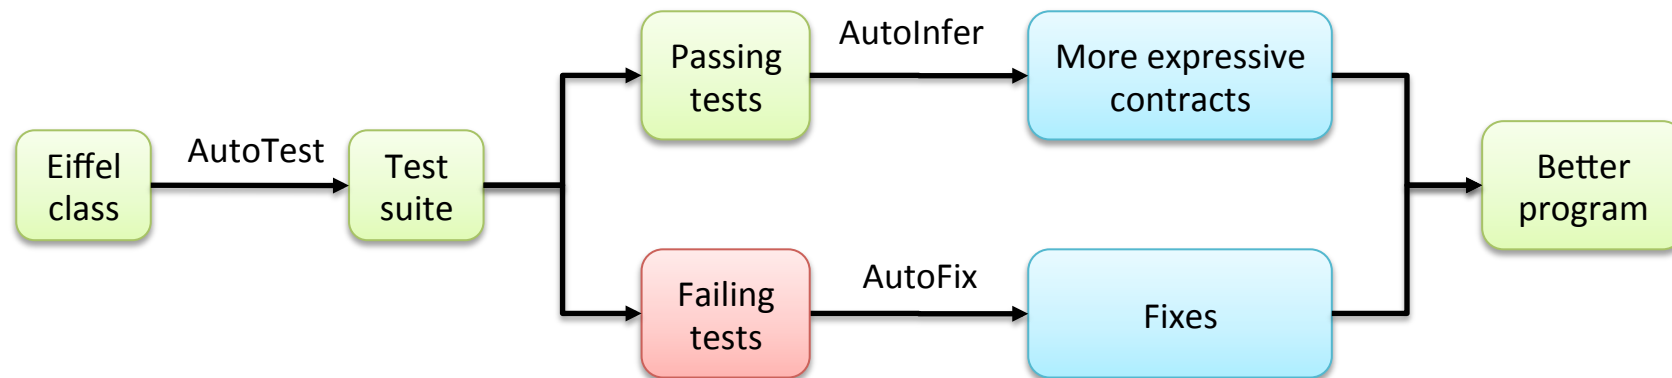 Eiffel
class
AutoTest
Test
suite
Passing
tests
AutoInfer
More expressive
contracts
Failing
tests
AutoFix
Fixes
Better
program